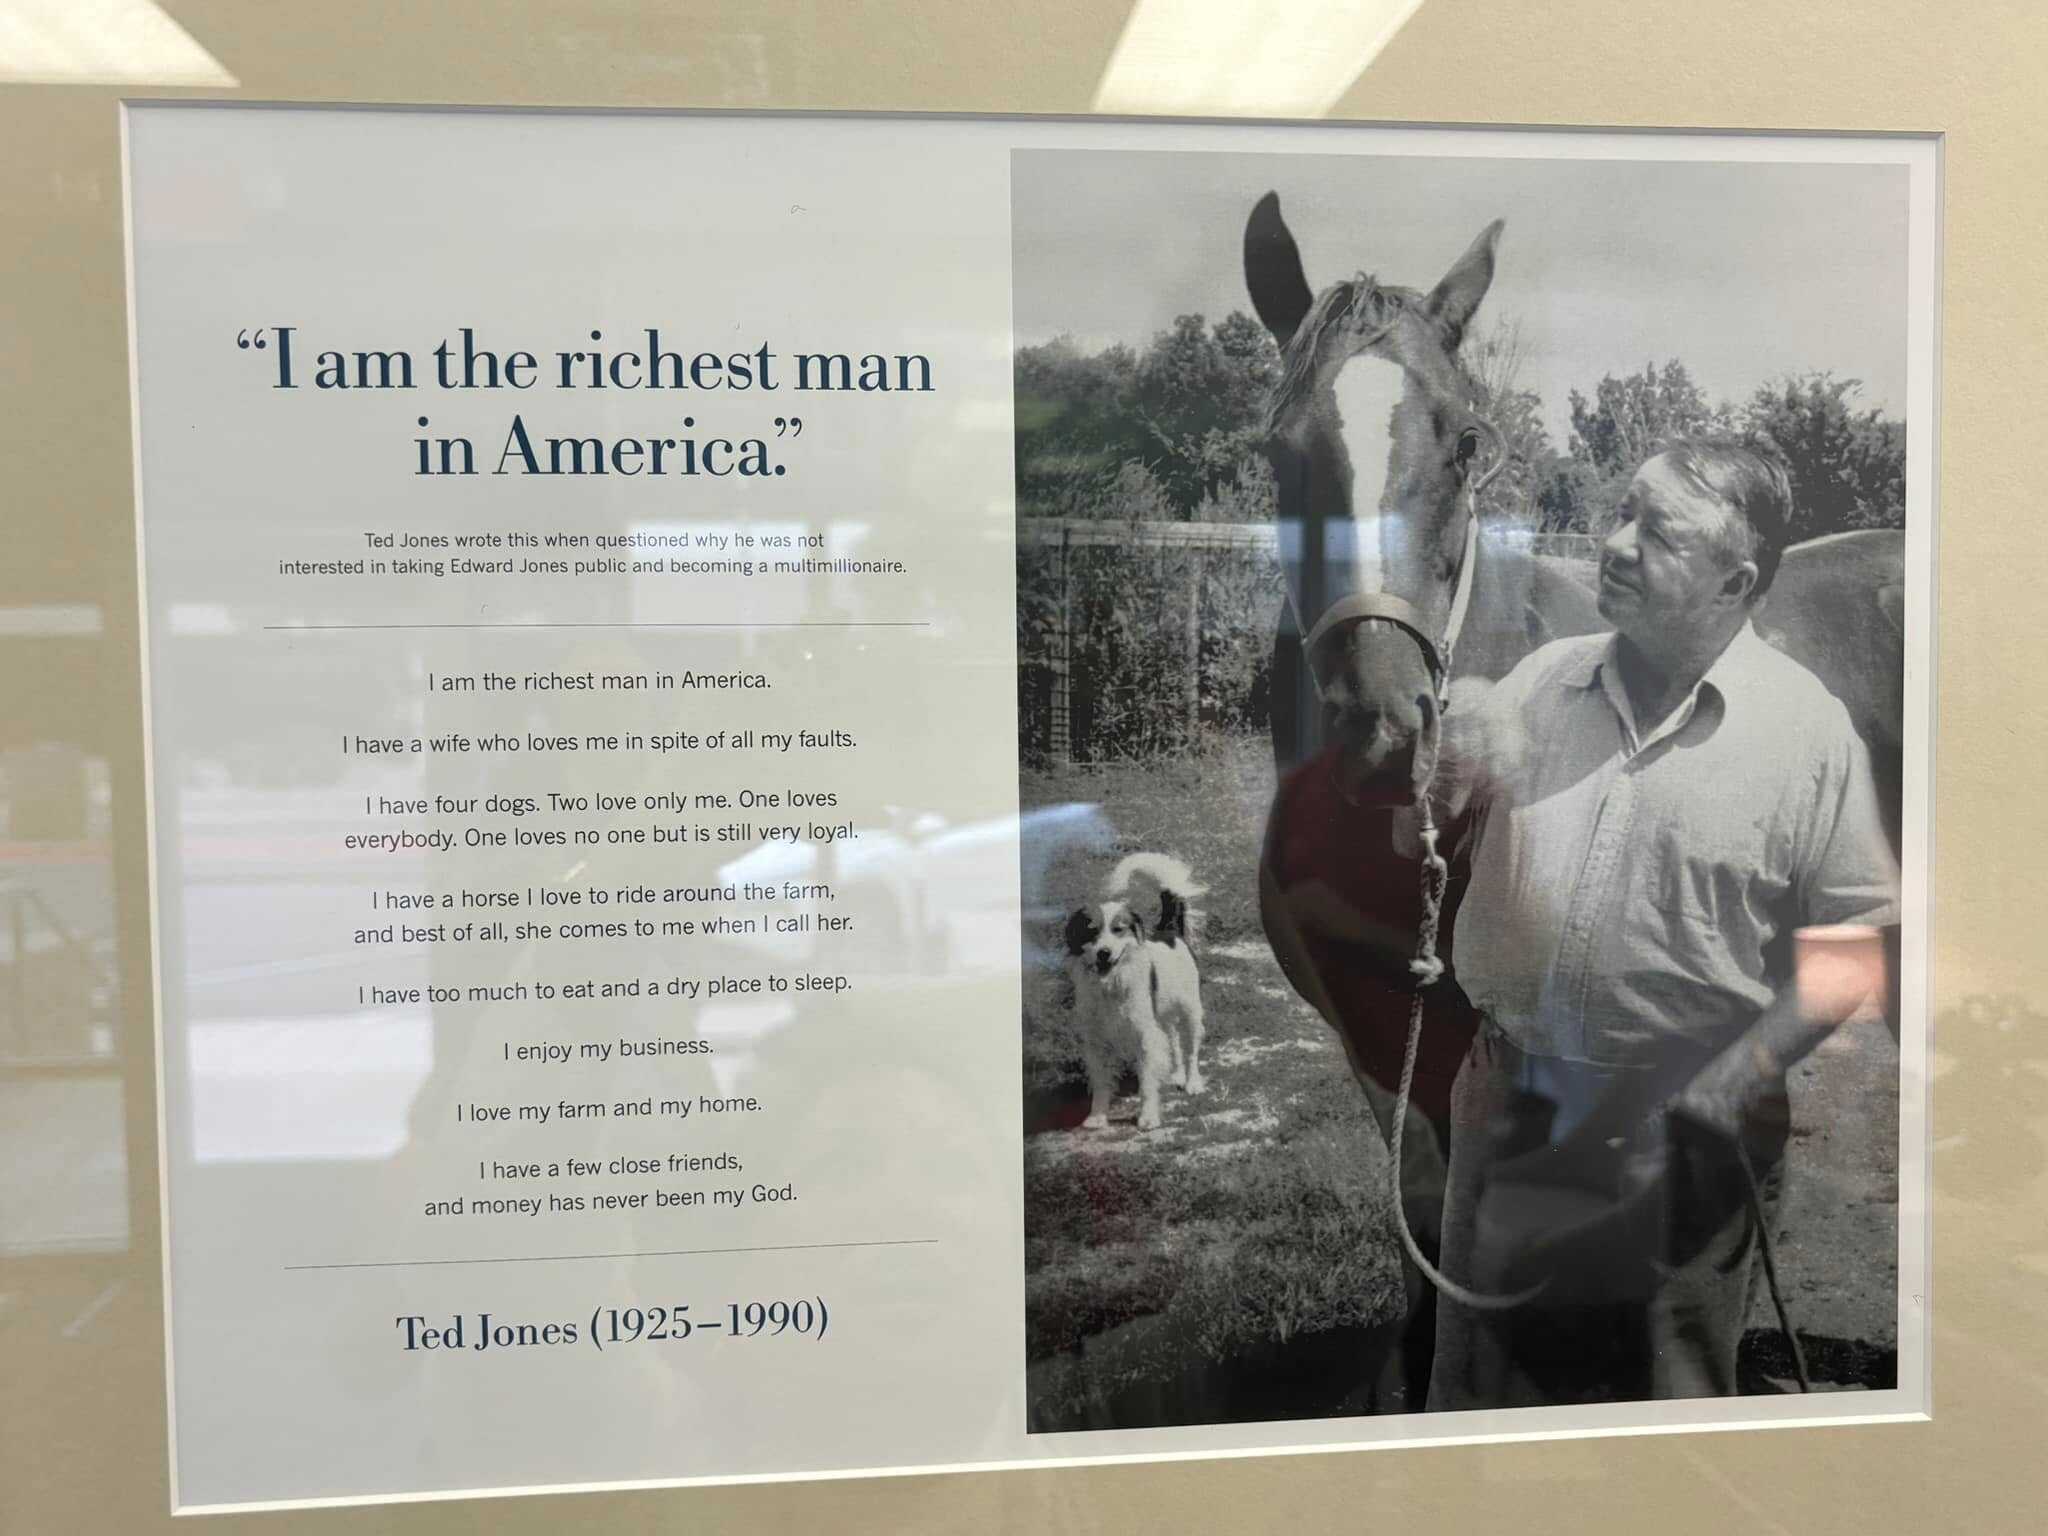 “I am the richest man
in America.”
Ted Jones wrote this when questioned why he was not
interested in taking Edward Jones public and becoming a multimillionaire.
I am the richest man in America.
I have a wife who loves me in spite of all my faults.
I have four dogs. Two love only me. One loves
everybody. One loves no one but is still very loyal.
I have a horse I love to ride around the farm,
and best of all, she comes to me when I call her.
I have too much to eat and a dry place to sleep.
I enjoy my business.
I love my farm and my home.
I have a few close friends,
and money has never been my God.
Ted Jones (1925–1990)